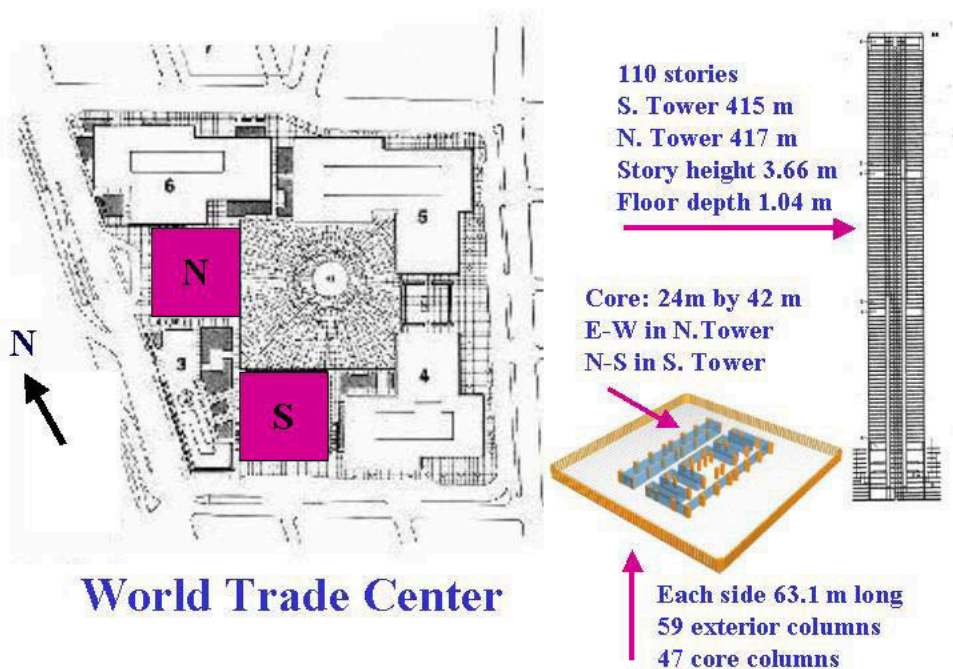 110 stories
S. Tower 415 m
N. Tower 417 m
Story height 3.66 m
Floor depth 1.04 m
6
5
N
Core: 24m by 42 m
E-W in N.Tower
N-S in S. Tower
N
3
4
S
World Trade Center
Each side 63.1 m long
59 exterior columns
47 core columns